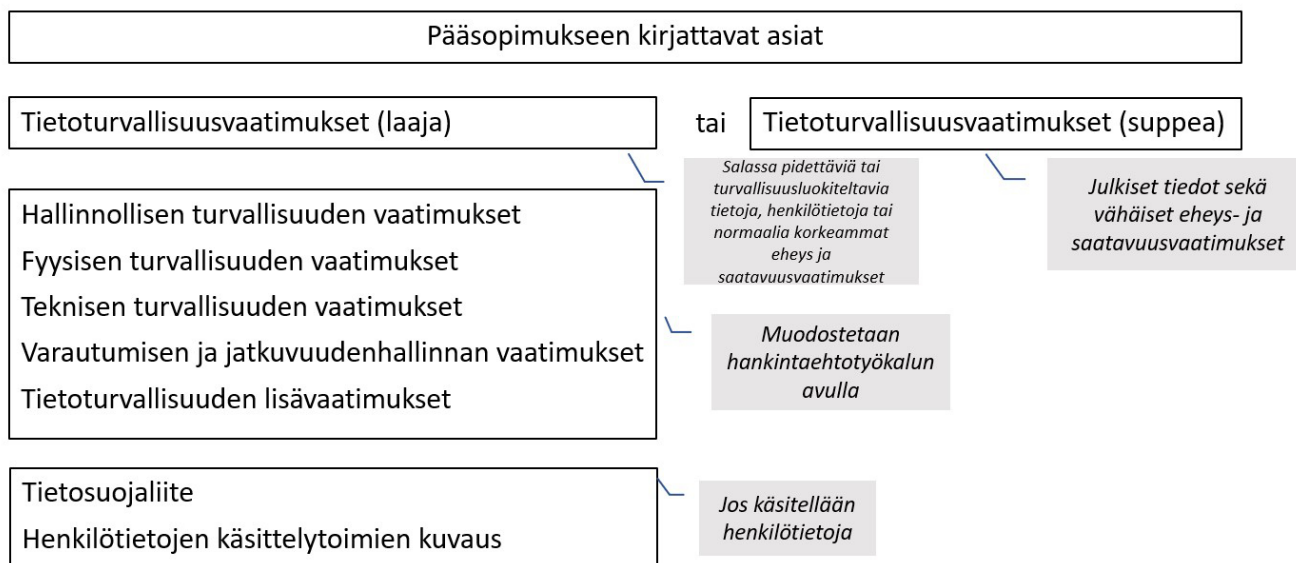 Pääsopimukseen kirjattavat asiat
Tietoturvallisuusvaatimukset (laaja)
tai
Tietoturvallisuusvaatimukset (suppea)
Salassa pidettäviä tai
turvallisuusluokiteltavia
tietoja, henkilötietoja tai
normaalia korkeammat
eheys ja
saatavuusvaatimukset
Julkiset tiedot sekä
vähäiset eheys- ja
saatavuusvaatimukset
Hallinnollisen turvallisuuden vaatimukset
Fyysisen turvallisuuden vaatimukset
Teknisen turvallisuuden vaatimukset
Varautumisen ja jatkuvuudenhallinnan vaatimukset
Tietoturvallisuuden lisävaatimukset
Muodostetaan
hankintaehtotyökalun
avulla
Tietosuojaliite
Henkilötietojen käsittelytoimien kuvaus
Jos käsitellään
henkilötietoja